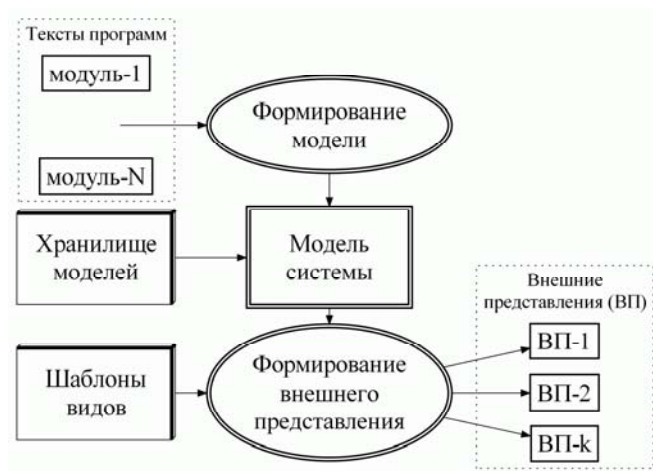 Тексты программ
модуль-1
модуль-N
Формирование
модели
Хранилище
моделей
Модель
системы
Шаблоны
видов
Формирование
внешнего
представления
Внешние
представления (ВП)
ВП-1
ВП-2
ВП-k